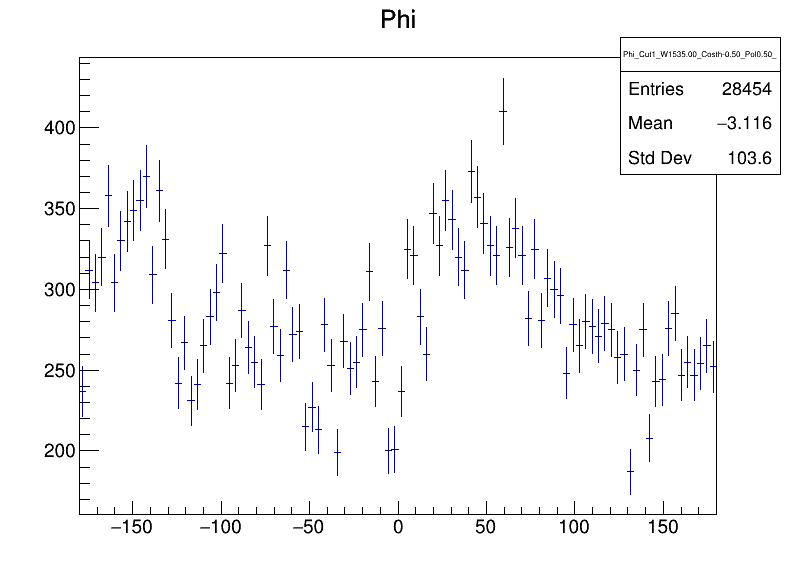 Phi
Phi_Cut1_W1535.00_Costh-0.50_Pol0.50_
Entries 28454
Mean −3.116
Std Dev 103.6
400
350
300
250
200
−150 −100 −50 0 50 100 150